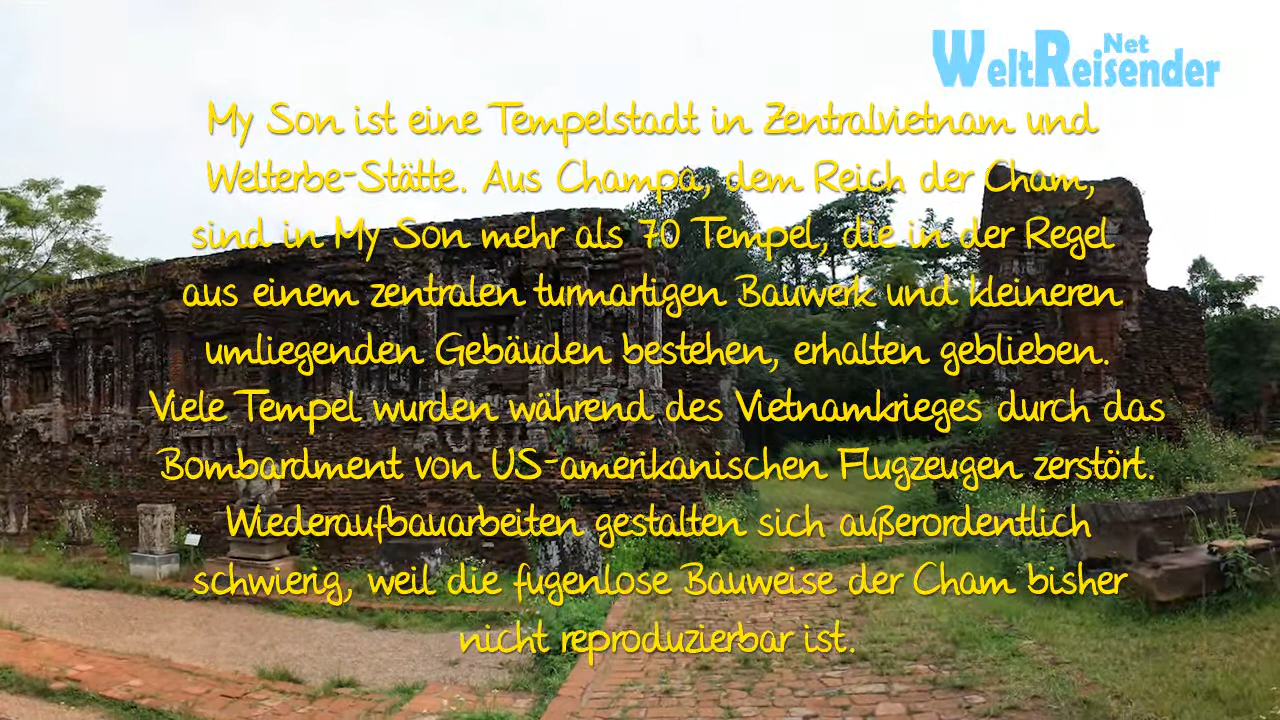 WeltReisender Net
My Son ist eine Tempelstadt in Zentralvietnam und
Welterbe-Stätte. Aus Champa, dem Reich der Cham,
sind in My Son mehr als 70 Tempel, die in der Regel
aus einem zentralen turmartigen Bauwerk und kleineren
umliegenden Gebäuden bestehen, erhalten geblieben.
Viele Tempel wurden während des Vietnamkrieges durch das
Bombardment von US-amerikanischen Flugzeugen zerstört.
Wiederaufbauarbeiten gestalten sich außerordentlich
schwierig, weil die fugenlose Bauweise der Cham bisher
nicht reproduzierbar ist.